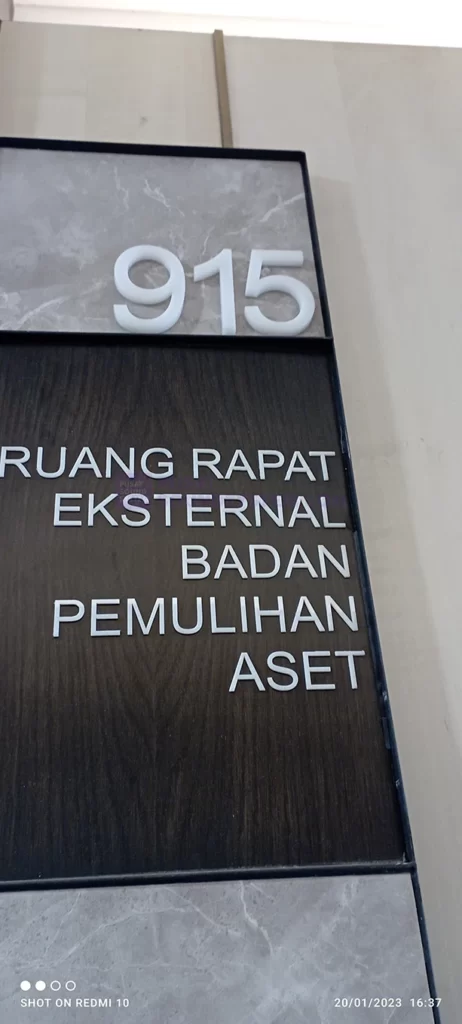 915
RUANG RAPAT
EKSTERNAL
BADAN
PEMULIHAN
ASET
SHOT ON REDMI 10
20/01/2023 16:37